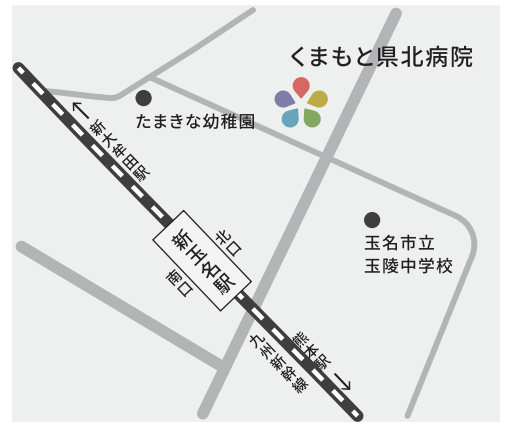 くまもと県北病院
たまきな幼稚園
新大牟田駅
玉名市立
玉陵中学校
北口
新玉名駅
南口
熊本駅
九州新幹線